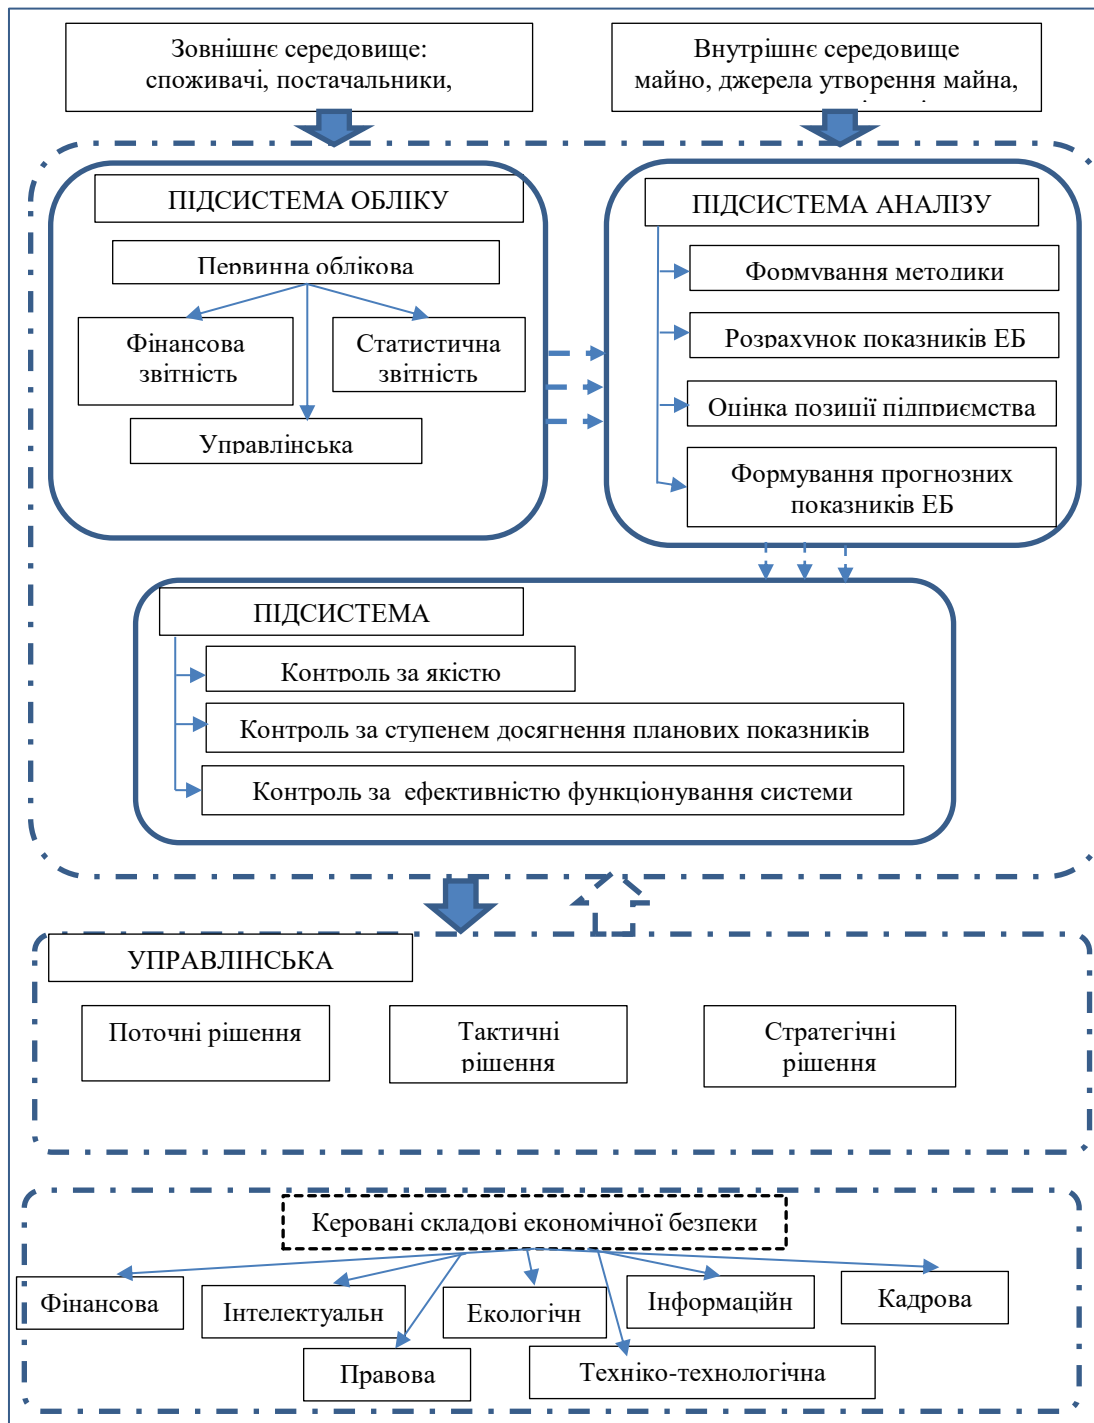 Зовнішнє середовище:
споживачі, постачальники,
Внутрішнє середовище
майно, джерела утворення майна,
ПІДСИСТЕМА ОБЛІКУ
Первинна облікова
Фінансова
звітність
Статистична
звітність
Управлінська
ПІДСИСТЕМА АНАЛІЗУ
Формування методики
Розрахунок показників ЕБ
Оцінка позиції підприємства
Формування прогнозних
показників ЕБ
ПІДСИСТЕМА
Контроль за якістю
Контроль за ступенем досягнення планових показників
Контроль за ефективністю функціонування системи
УПРАВЛІНСЬКА
Поточні рішення
Тактичні
рішення
Стратегічні
рішення
Керовані складові економічної безпеки
Фінансова
Інтелектуальн
Екологічн
Інформаційн
Кадрова
Правова
Техніко-технологічна